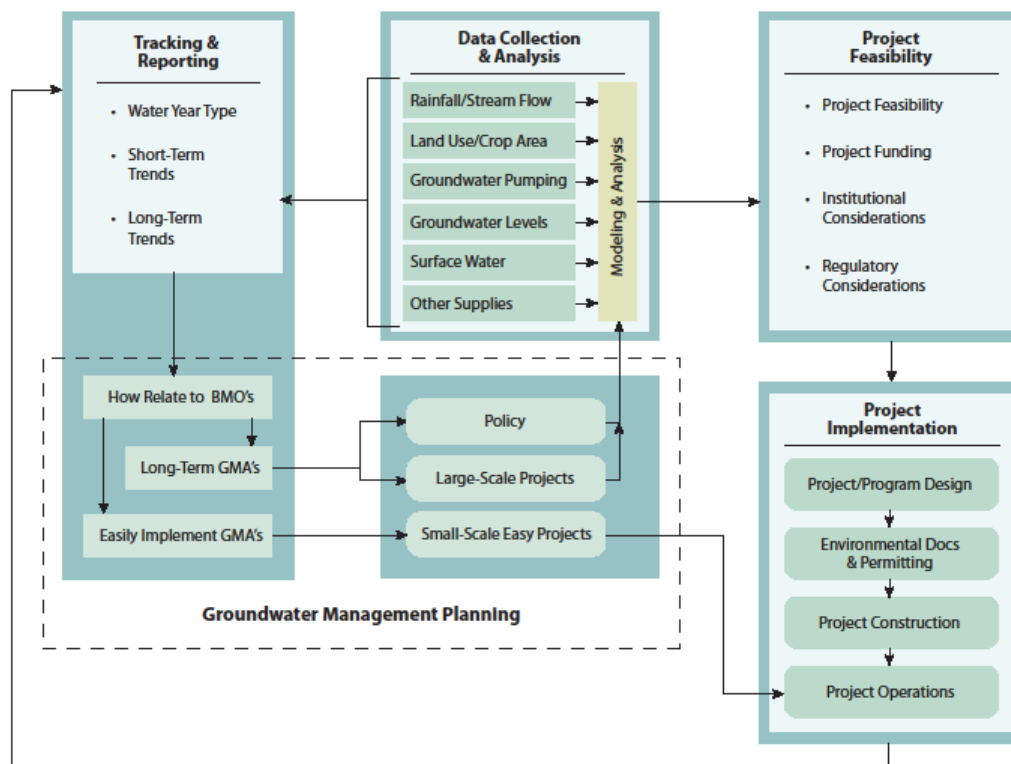 Tracking &
Reporting
• Water Year Type
• Short-Term
Trends
• Long-Term
Trends
Data Collection
& Analysis
Rainfall/Stream Flow
Land Use/Crop Area
Groundwater Pumping
Groundwater Levels
Surface Water
Other Supplies
Modeling & Analysis
Project
Feasibility
• Project Feasibility
• Project Funding
• Institutional
Considerations
• Regulatory
Considerations
How Relate to BMO's
Long-Term GMA's
Easily Implement GMA's
Policy
Large-Scale Projects
Small-Scale Easy Projects
Groundwater Management Planning
Project
Implementation
Project/Program Design
Environmental Docs
& Permitting
Project Construction
Project Operations